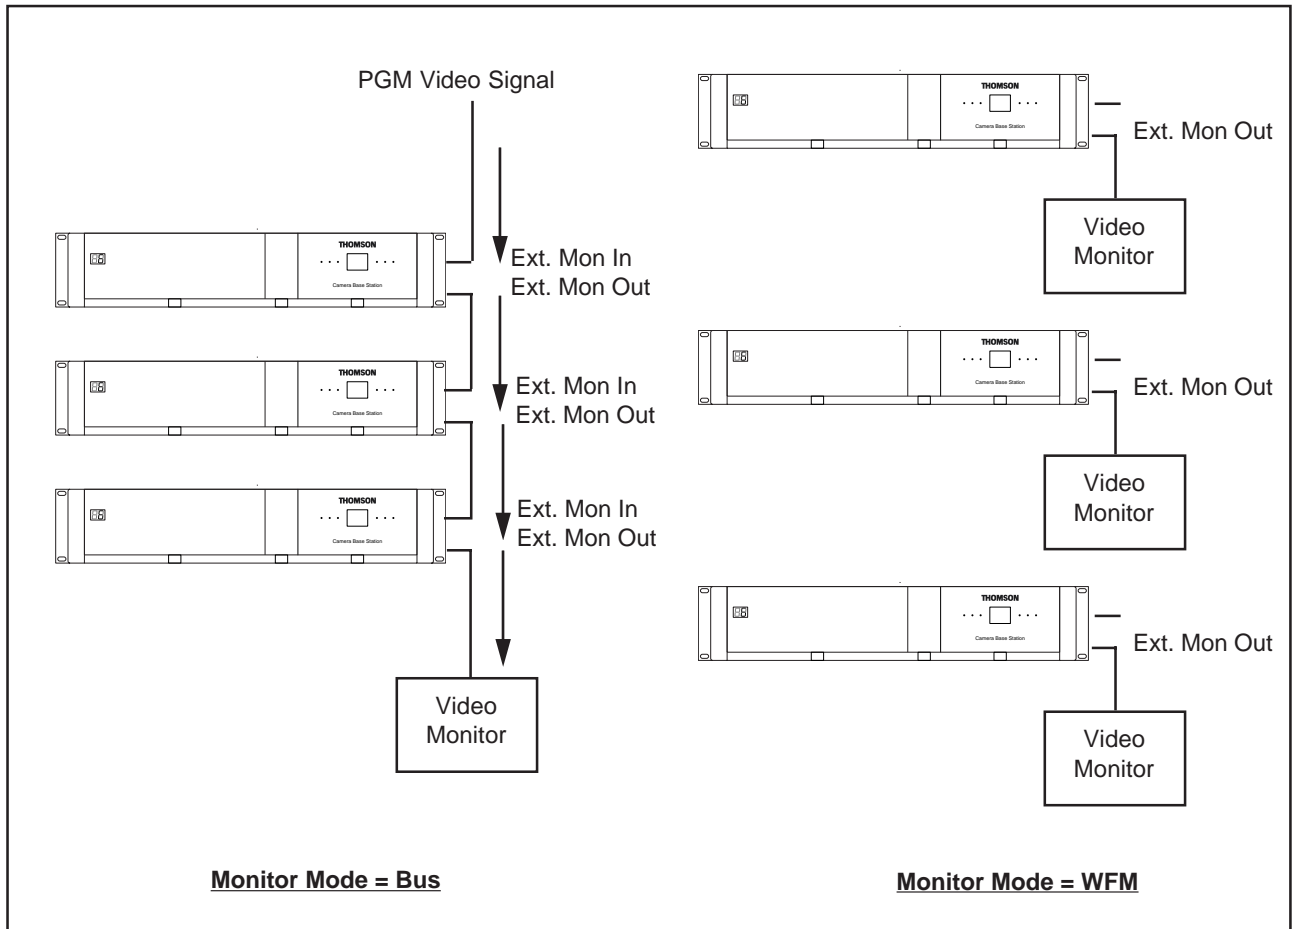 PGM Video Signal
THOMSON
Camera Base Station
Ext. Mon In
Ext. Mon Out
THOMSON
Camera Base Station
Ext. Mon In
Ext. Mon Out
THOMSON
Camera Base Station
Ext. Mon In
Ext. Mon Out
Video
Monitor
Monitor Mode = Bus
THOMSON
Camera Base Station
Ext. Mon Out
Video
Monitor
THOMSON
Camera Base Station
Ext. Mon Out
Video
Monitor
THOMSON
Camera Base Station
Ext. Mon Out
Video
Monitor
Monitor Mode = WFM